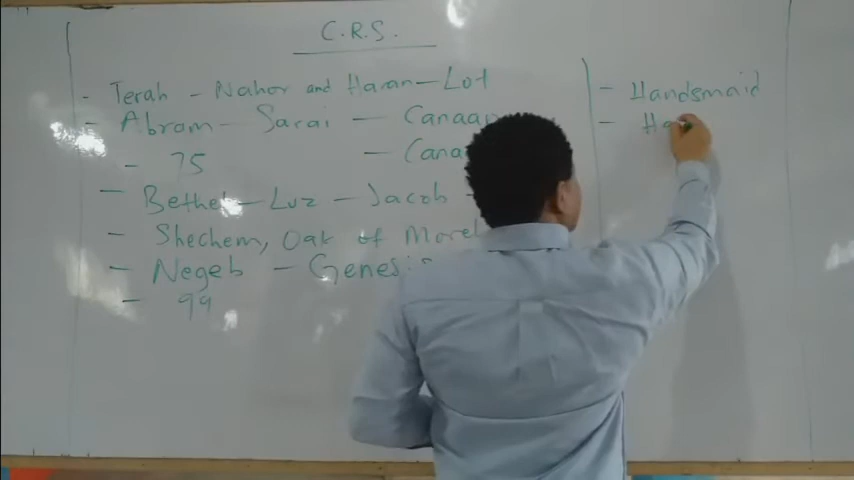 C.R.S.
- Terah - Nahor and Haran - Lot
- Abram - Sarai - Canaan
- 75 - Cana
- Bethel - Luz - Jacob -
- Shechem, Oak of Moreh
- Negeb - Genesis
- 99
- Handsmaid
- Ha